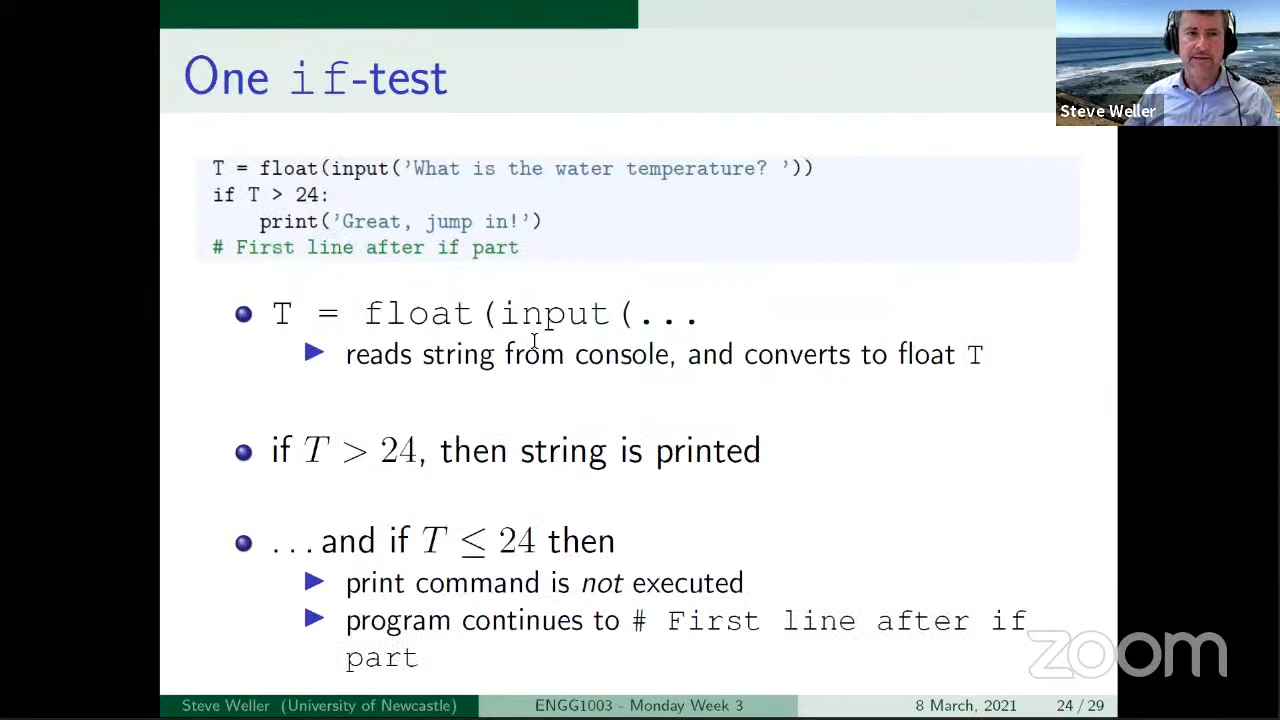 One if-test
Steve Weller
T = float(input('What is the water temperature? '))
if T > 24:
    print('Great, jump in!')
# First line after if part
T = float(input(...
reads string from console, and converts to float T
if T > 24, then string is printed
...and if T ≤ 24 then
print command is not executed
program continues to # First line after if
part
zoom
Steve Weller (University of Newcastle) ENGG1003 - Monday Week 3 8 March, 2021 24 / 29